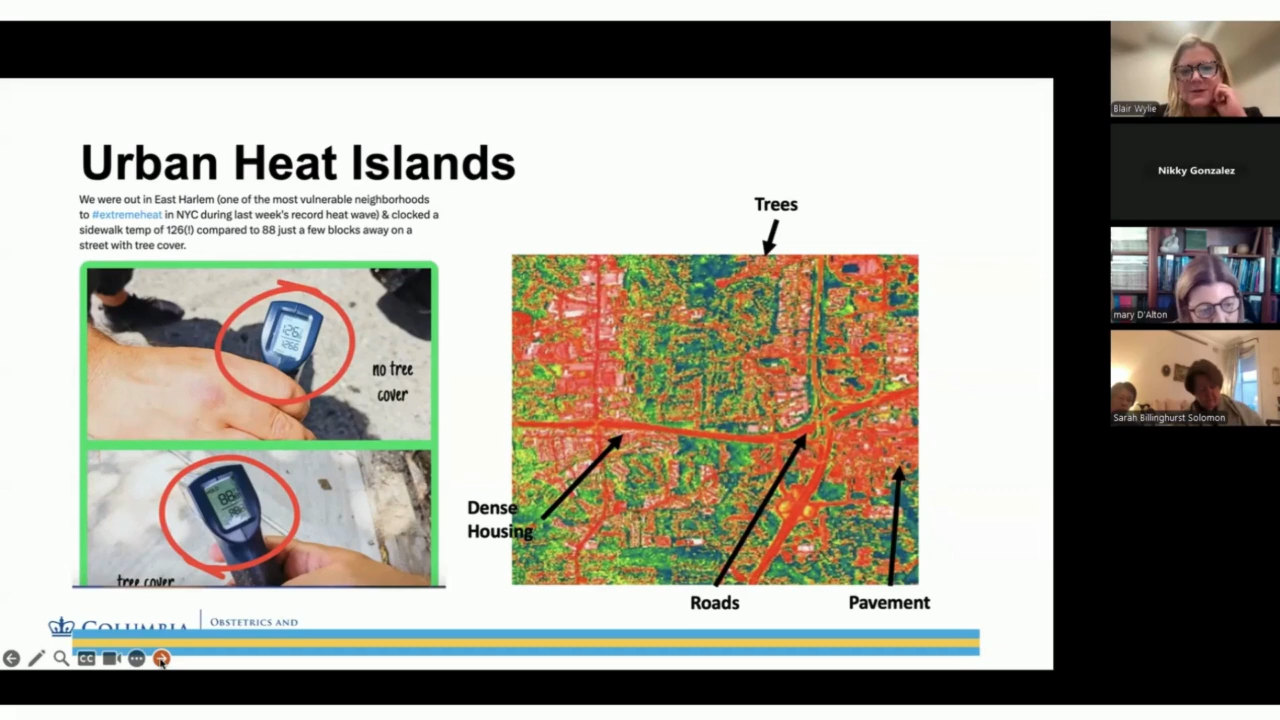 Urban Heat Islands
We were out in East Harlem (one of the most vulnerable neighborhoods
to #extremeheat in NYC during last week's record heat wave) & clocked a
sidewalk temp of 126(!) compared to 88 just a few blocks away on a
street with tree cover.
no tree
cover
tree cover
Trees
Dense
Housing
Roads
Pavement
COLUMBIA
OBSTETRICS AND
CC
Blair Wylie
Nikky Gonzalez
mary D'Alton
Sarah Billinghurst Solomon